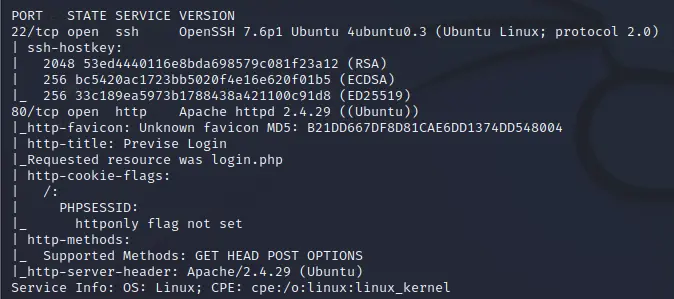 PORT   STATE SERVICE VERSION
22/tcp open  ssh     OpenSSH 7.6p1 Ubuntu 4ubuntu0.3 (Ubuntu Linux; protocol 2.0)
| ssh-hostkey:
|   2048 53ed4440116e8bda698579c081f23a12 (RSA)
|   256 bc5420ac1723bb5020f4e16e620f01b5 (ECDSA)
|_  256 33c189ea5973b1788438a421100c91d8 (ED25519)
80/tcp open  http    Apache httpd 2.4.29 ((Ubuntu))
|_http-favicon: Unknown favicon MD5: B21DD667DF8D81CAE6DD1374DD548004
| http-title: Previse Login
|_Requested resource was login.php
| http-cookie-flags:
|   /:
|     PHPSESSID:
|_      httponly flag not set
| http-methods:
|_  Supported Methods: GET HEAD POST OPTIONS
|_http-server-header: Apache/2.4.29 (Ubuntu)
Service Info: OS: Linux; CPE: cpe:/o:linux:linux_kernel